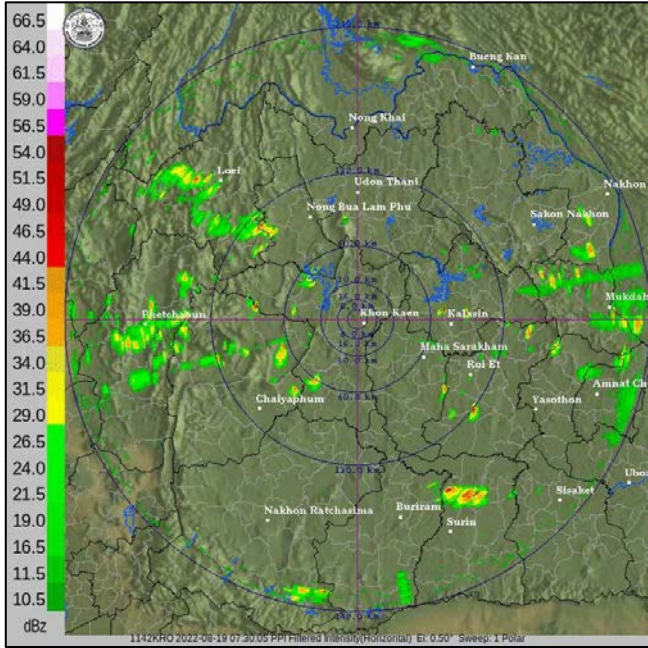 66.5
64.0
61.5
59.0
56.5
54.0
51.5
49.0
46.5
44.0
41.5
39.0
36.5
34.0
31.5
29.0
26.5
24.0
21.5
19.0
16.5
14.0
11.5
10.5
dBz
Bueng Kan
Nong Khai
Loei
Udon Thani
Nakhon
Nong Bua Lam Phu
Sakon Nakhon
Mukdah
Phetchabun
Khon Kaen
Kalasin
Maha Sarakham
Roi Et
Amnat Ch
Chaiyaphum
Yasothon
Ubon
Sisaket
Nakhon Ratchasima
Buriram
Surin
1142KHO 2022-08-19 07:30:05 PPI Filtered Intensity(Horizontal) El: 0.50° Sweep: 1 Polar